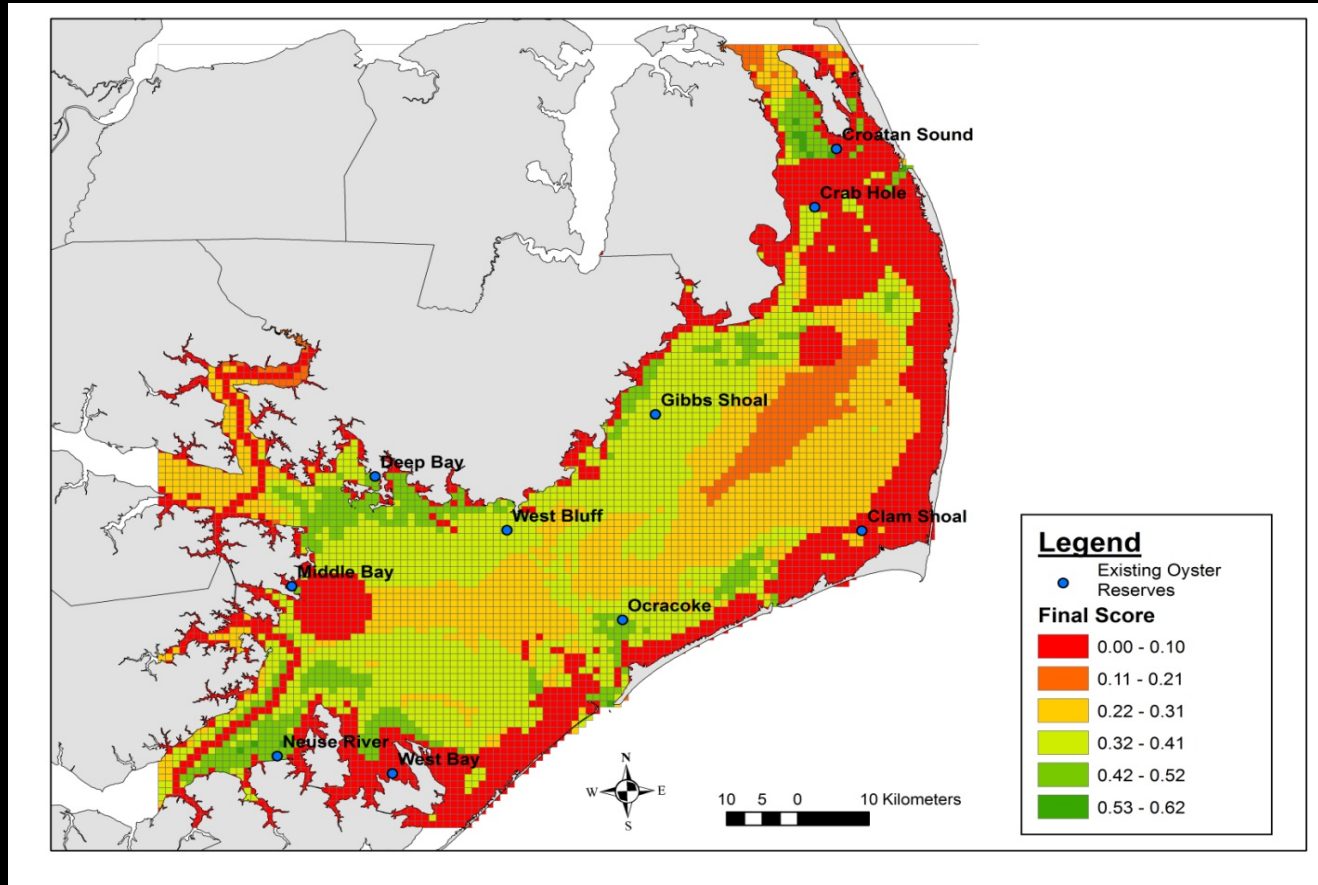 Croatan Sound
Crab Hole
Gibbs Shoal
Deep Bay
West Bluff
Clam Shoal
Middle Bay
Ocracoke
Neuse River
West Bay
N
W E
S
10 5 0 10 Kilometers
Legend
Existing Oyster
Reserves
Final Score
0.00 - 0.10
0.11 - 0.21
0.22 - 0.31
0.32 - 0.41
0.42 - 0.52
0.53 - 0.62